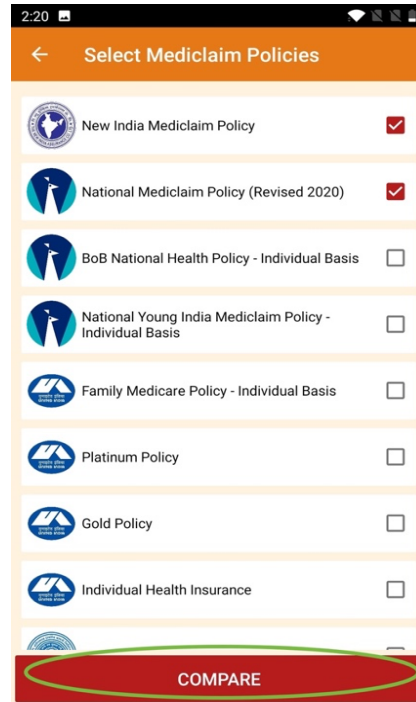 2:20
Select Mediclaim Policies
New India Mediclaim Policy
National Mediclaim Policy (Revised 2020)
BoB National Health Policy - Individual Basis
National Young India Mediclaim Policy -
Individual Basis
Family Medicare Policy - Individual Basis
Platinum Policy
Gold Policy
Individual Health Insurance
COMPARE